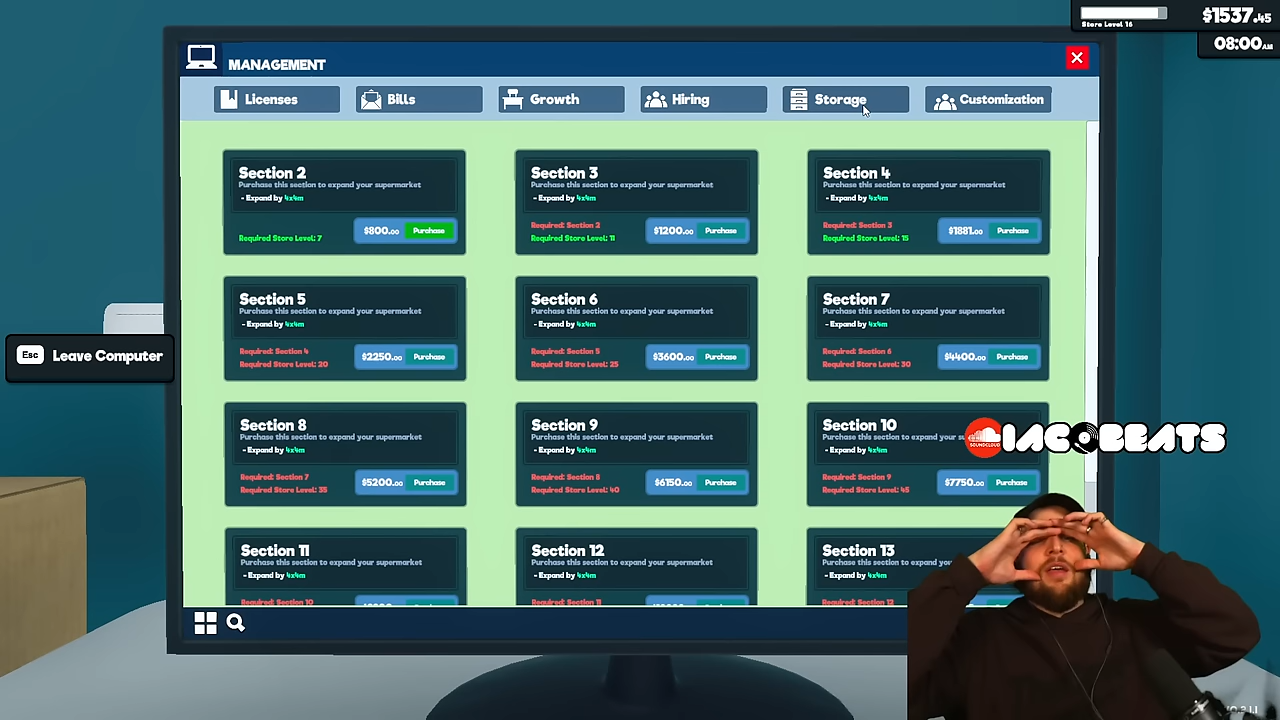 $1537.45
Store Level 16
08:00AM
MANAGEMENT
Licenses
Bills
Growth
Hiring
Storage
Customization
Section 2
Purchase this section to expand your supermarket
- Expand by 4x4m
Required Store Level: 7
$800.00 Purchase
Section 3
Purchase this section to expand your supermarket
- Expand by 4x4m
Required: Section 2
Required Store Level: 11
$1200.00 Purchase
Section 4
Purchase this section to expand your supermarket
- Expand by 4x4m
Required: Section 3
Required Store Level: 15
$1881.00 Purchase
Section 5
Purchase this section to expand your supermarket
- Expand by 4x4m
Required: Section 4
Required Store Level: 20
$2250.00 Purchase
Section 6
Purchase this section to expand your supermarket
- Expand by 4x4m
Required: Section 5
Required Store Level: 25
$3600.00 Purchase
Section 7
Purchase this section to expand your supermarket
- Expand by 4x4m
Required: Section 6
Required Store Level: 30
$4400.00 Purchase
Esc Leave Computer
Section 8
Purchase this section to expand your supermarket
- Expand by 4x4m
Required: Section 7
Required Store Level: 35
$5200.00 Purchase
Section 9
Purchase this section to expand your supermarket
- Expand by 4x4m
Required: Section 8
Required Store Level: 40
$6150.00 Purchase
Section 10
Purchase this section to expand your
- Expand by 4x4m
Required: Section 9
Required Store Level: 45
$7750.00 Purchase
SOUNDCLOUD
IACOBEATS
Section 11
Purchase this section to expand your supermarket
- Expand by 4x4m
Required: Section 10
Section 12
Purchase this section to expand your supermarket
- Expand by 4x4m
Required: Section 11
Section 13
Purchase this section to expand
- Expand by 4x4m
Required: Section 12